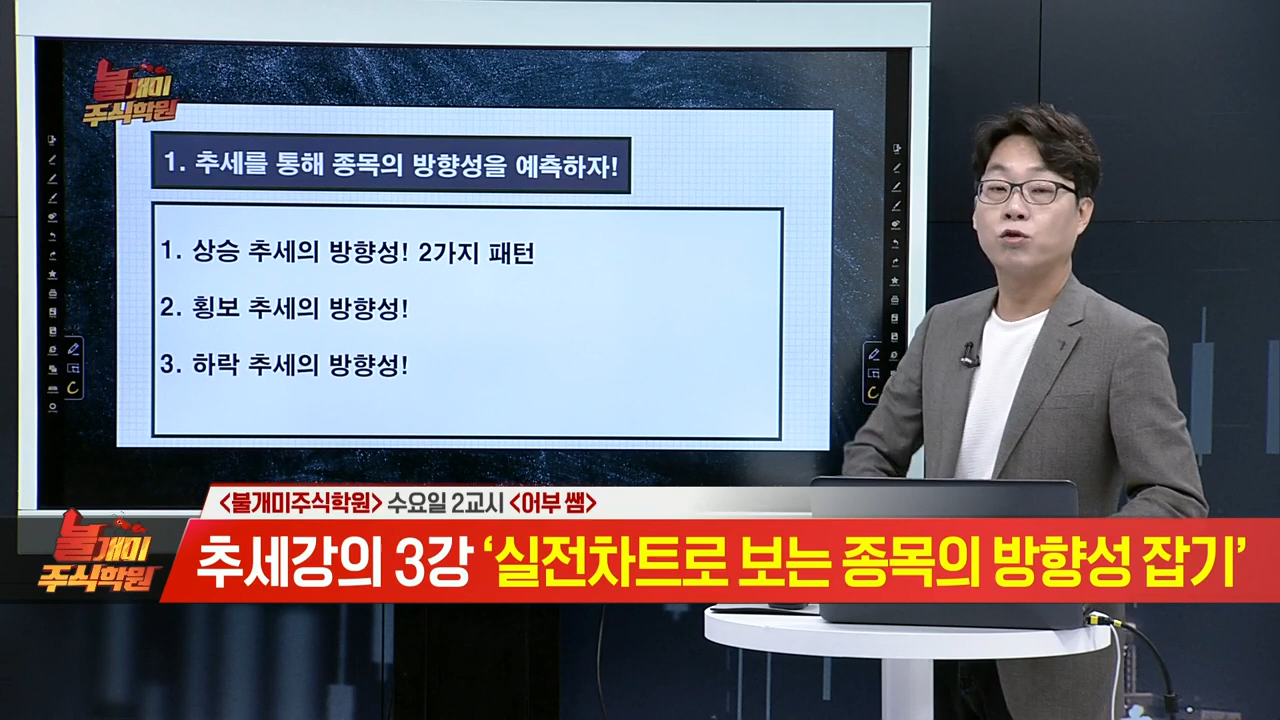 불개미
주식학원
1. 추세를 통해 종목의 방향성을 예측하자!
1. 상승 추세의 방향성! 2가지 패턴
2. 횡보 추세의 방향성!
3. 하락 추세의 방향성!
<불개미주식학원> 수요일 2교시 <어부 쌤>
불개미
주식학원
추세강의 3강 ‘실전차트로 보는 종목의 방향성 잡기’